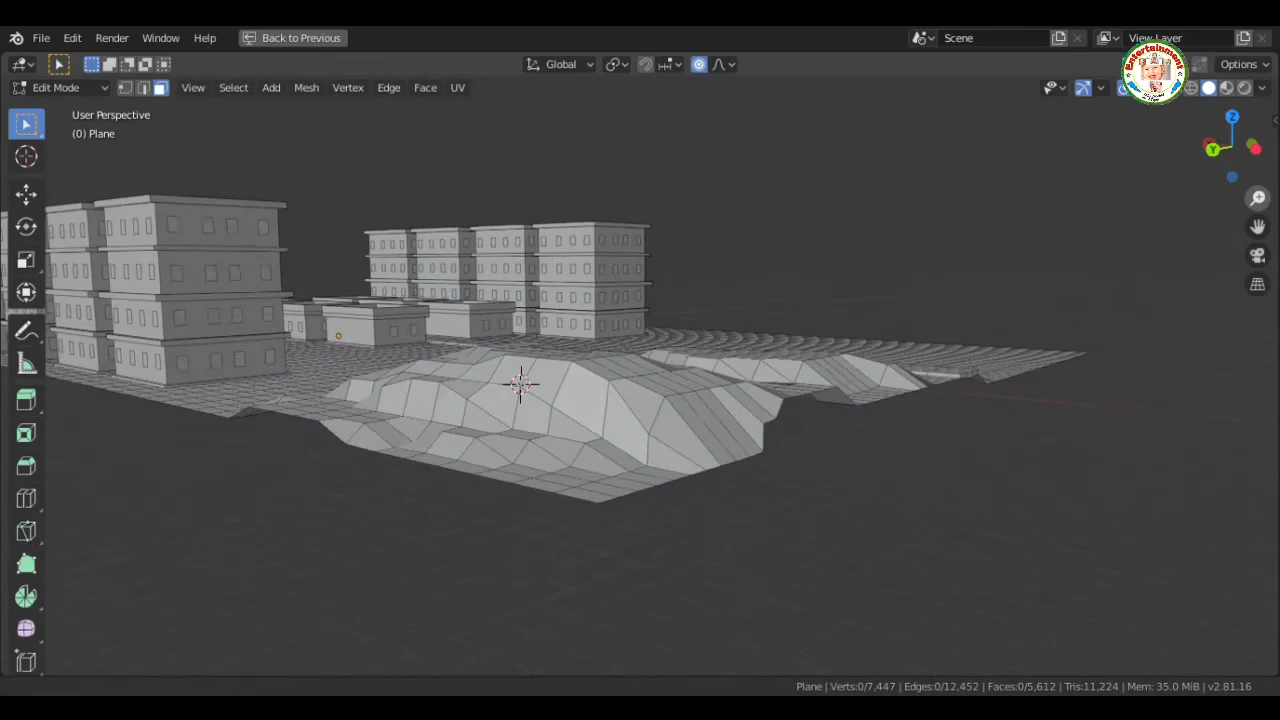 File Edit Render Window Help Back to Previous Scene View Layer
Global Options
Edit Mode View Select Add Mesh Vertex Edge Face UV
User Perspective
(0) Plane
Entertainment
Z
Y
Plane | Verts:0/7,447 | Edges:0/12,452 | Faces:0/5,612 | Tris:11,224 | Mem: 35.0 MiB | v2.81.16